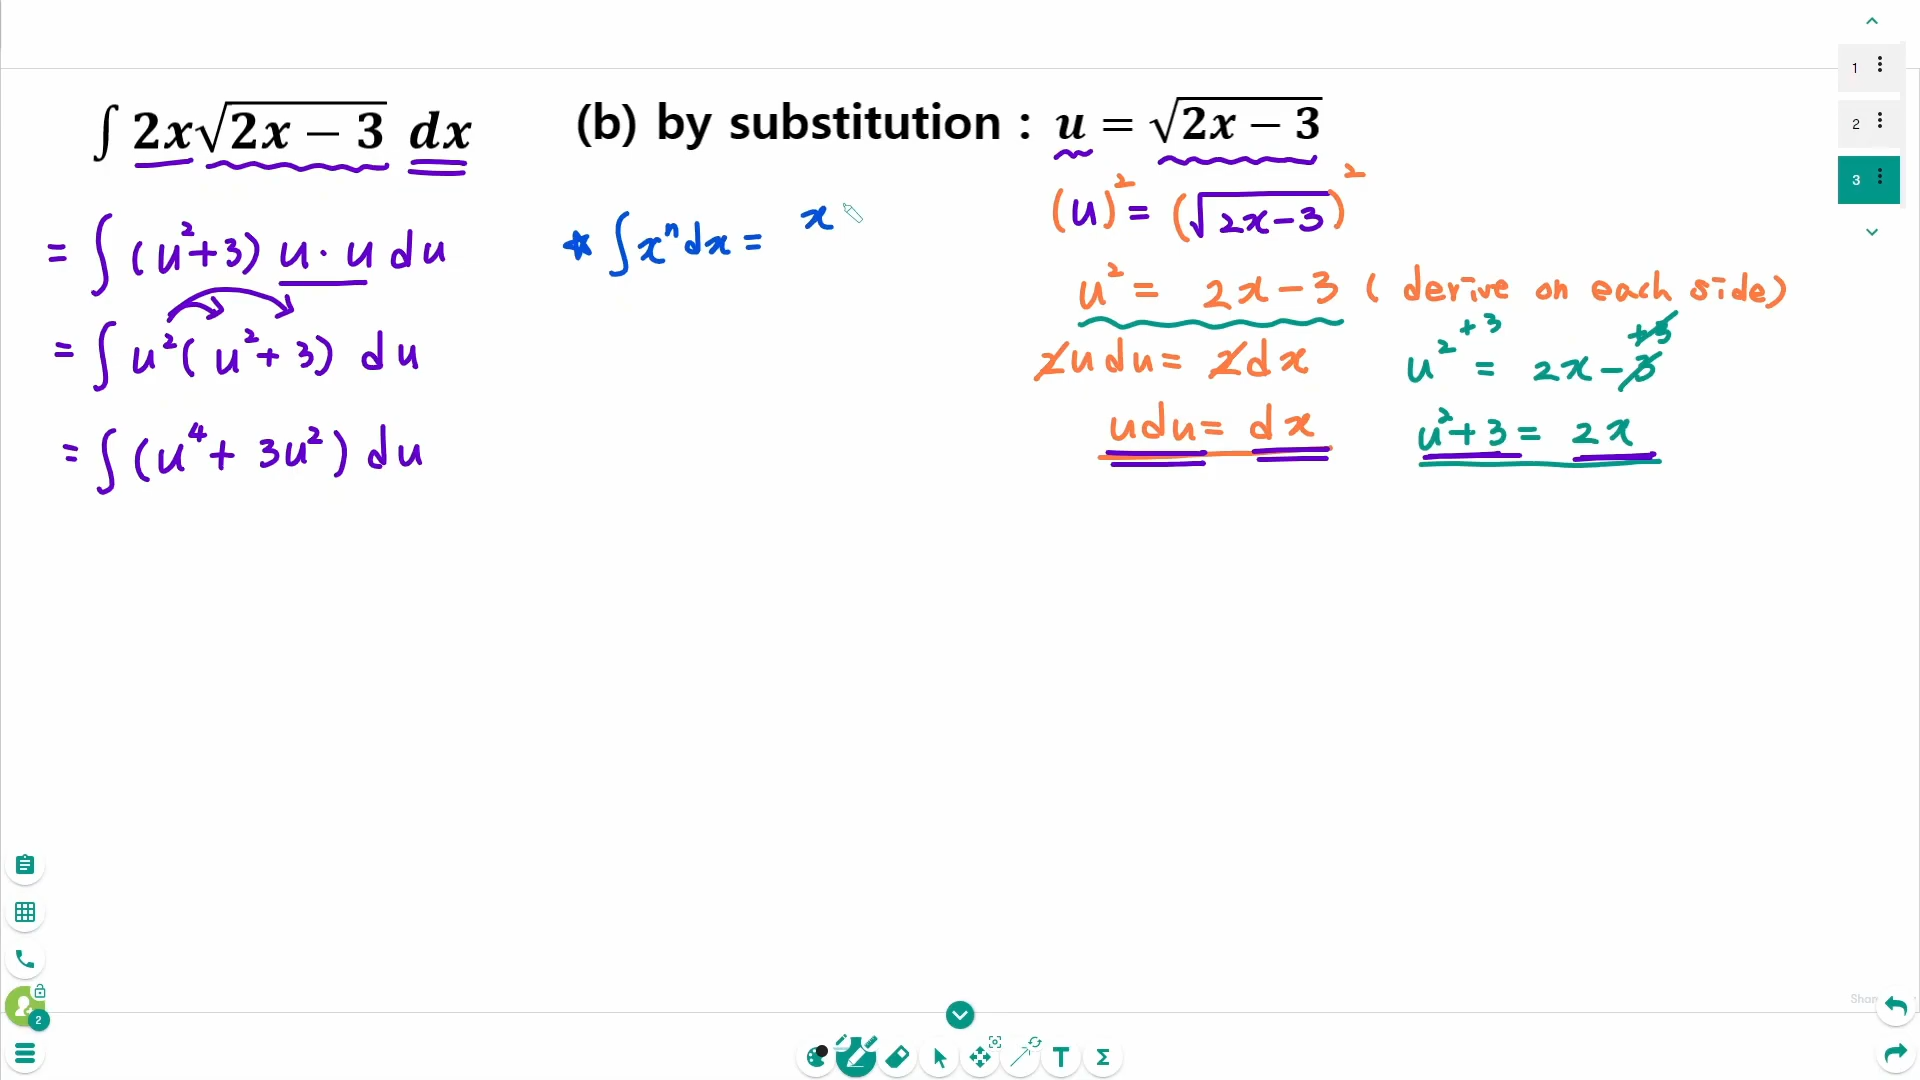 ∫ 2x√(2x − 3) dx (b) by substitution : u = √(2x − 3)
= ∫ (u²+3) u · u du
= ∫ u²(u²+3) du
= ∫ (u⁴ + 3u²) du
★ ∫xⁿdx = x
(u)² = (√(2x−3))²
u² = 2x−3 (derive on each side)
2udu = 2dx
udu = dx
+3 +3
u² = 2x−3
u²+3 = 2x
1
2
3
2
T
Σ